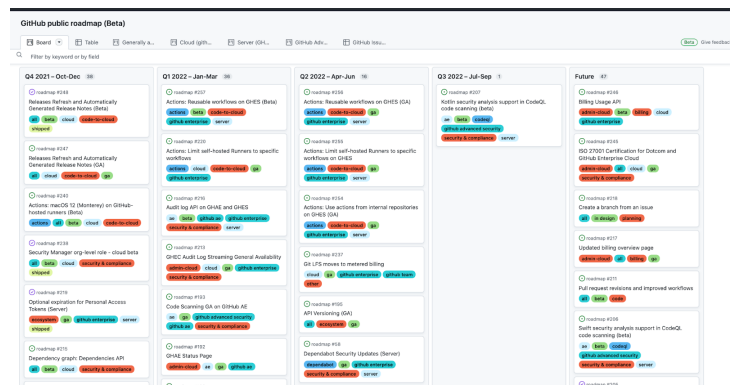 GitHub public roadmap (Beta)
Board
Table
Generally a...
Cloud (gith...
Server (GH...
GitHub Adv...
GitHub Issu...
Beta Give feedbac
Filter by keyword or by field
Q4 2021 – Oct-Dec 36
roadmap #248
Releases Refresh and Automatically
Generated Release Notes (Beta)
all beta cloud code-to-cloud
shipped
roadmap #247
Releases Refresh and Automatically
Generated Release Notes (GA)
all cloud code-to-cloud ga
roadmap #240
Actions: macOS 12 (Monterey) on GitHub-
hosted runners (Beta)
actions all beta cloud code-to-cloud
roadmap #239
Security Manager org-level role - cloud beta
all beta cloud security & compliance
shipped
roadmap #219
Optional expiration for Personal Access
Tokens (Server)
ecosystem ga github enterprise server
shipped
roadmap #215
Dependency graph: Dependencies API
all beta cloud security & compliance
Q1 2022 – Jan-Mar
roadmap #257
Actions: Reusable workflows on GHES (Beta)
actions beta code-to-cloud
github enterprise server
roadmap #220
Actions: Limit self-hosted Runners to specific
workflows
actions cloud code-to-cloud ga
github enterprise
roadmap #216
Audit log API on GHAE and GHES
ae beta github ae github enterprise
security & compliance server
roadmap #213
GHEC Audit Log Streaming General Availability
admin-cloud cloud ga github enterprise
security & compliance
roadmap #193
Code Scanning GA on GitHub AE
ae ga github advanced security
github ae security & compliance
roadmap #192
GHAE Status Page
admin-cloud ae ga github ae
Q2 2022 – Apr-Jun
roadmap #256
Actions: Reusable workflows on GHES (GA)
actions code-to-cloud ga
github enterprise server
roadmap #255
Actions: Limit self-hosted Runners to specific
workflows on GHES
actions code-to-cloud ga
github enterprise server
roadmap #254
Actions: Use actions from internal repositories
on GHES (GA)
actions code-to-cloud ga
github enterprise server
roadmap #237
Git LFS moves to metered billing
cloud ga github enterprise github team
other
roadmap #155
API Versioning (GA)
all ecosystem ga
Dependabot Security Updates (Server)
dependabot ga github enterprise
security & compliance server
Q3 2022 – Jul-Sep 1
roadmap #207
Kotlin security analysis support in CodeQL
code scanning (beta)
ae beta codeql
github advanced security
security & compliance server
Future 47
roadmap #246
Billing Usage API
admin-cloud beta billing cloud
github enterprise
roadmap #245
ISO 27001 Certification for Dotcom and
GitHub Enterprise Cloud
admin-cloud all cloud ga
security & compliance
roadmap #218
Create a branch from an issue
all in design planning
roadmap #217
Updated billing overview page
admin-cloud all billing ga
roadmap #211
Pull request revisions and improved workflows
all beta code
roadmap #206
Swift security analysis support in CodeQL
code scanning (beta)
ae beta codeql
github advanced security
security & compliance server